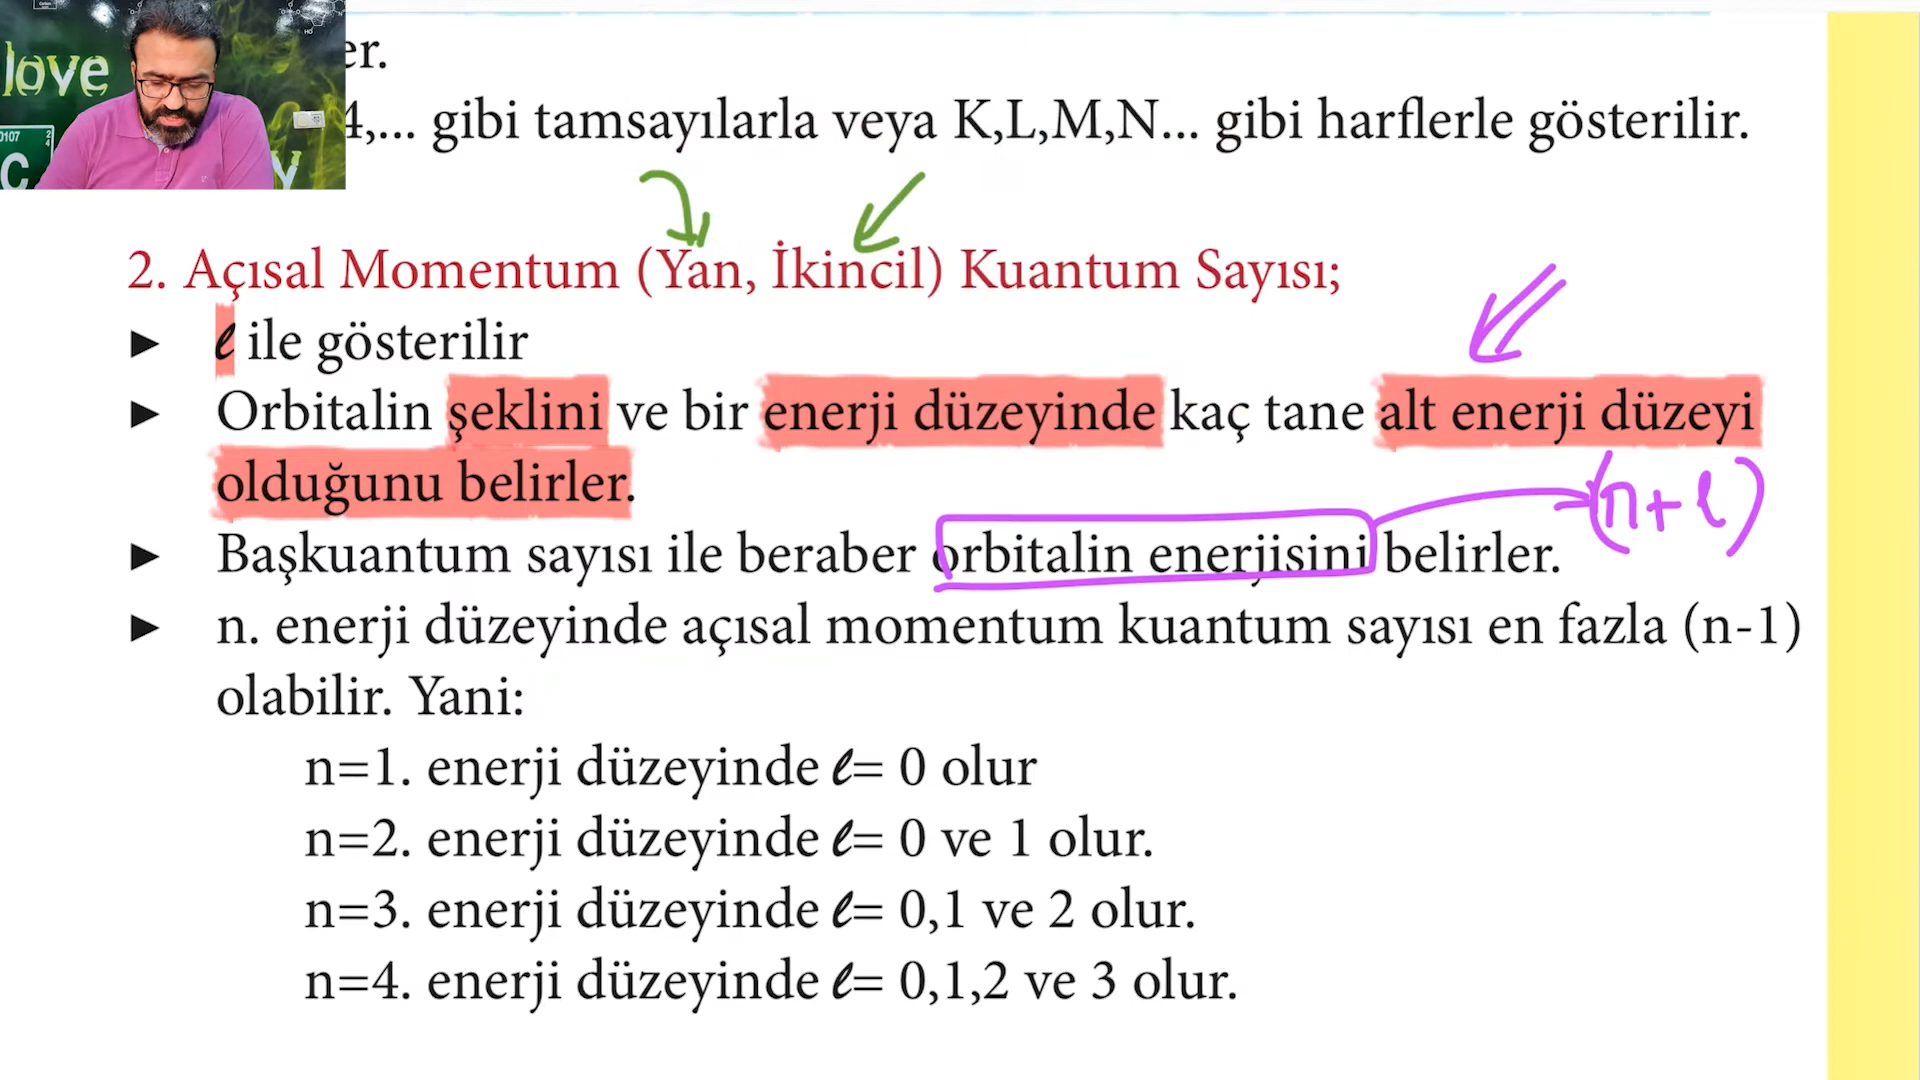 love
0107
C
y
HO
er.
4,... gibi tamsayılarla veya K,L,M,N... gibi harflerle gösterilir.
2. Açısal Momentum (Yan, İkincil) Kuantum Sayısı;
► ℓ ile gösterilir
► Orbitalin şeklini ve bir enerji düzeyinde kaç tane alt enerji düzeyi
olduğunu belirler.
(n+ℓ)
► Başkuantum sayısı ile beraber orbitalin enerjisini belirler.
► n. enerji düzeyinde açısal momentum kuantum sayısı en fazla (n-1)
olabilir. Yani:
n=1. enerji düzeyinde ℓ= 0 olur
n=2. enerji düzeyinde ℓ= 0 ve 1 olur.
n=3. enerji düzeyinde ℓ= 0,1 ve 2 olur.
n=4. enerji düzeyinde ℓ= 0,1,2 ve 3 olur.